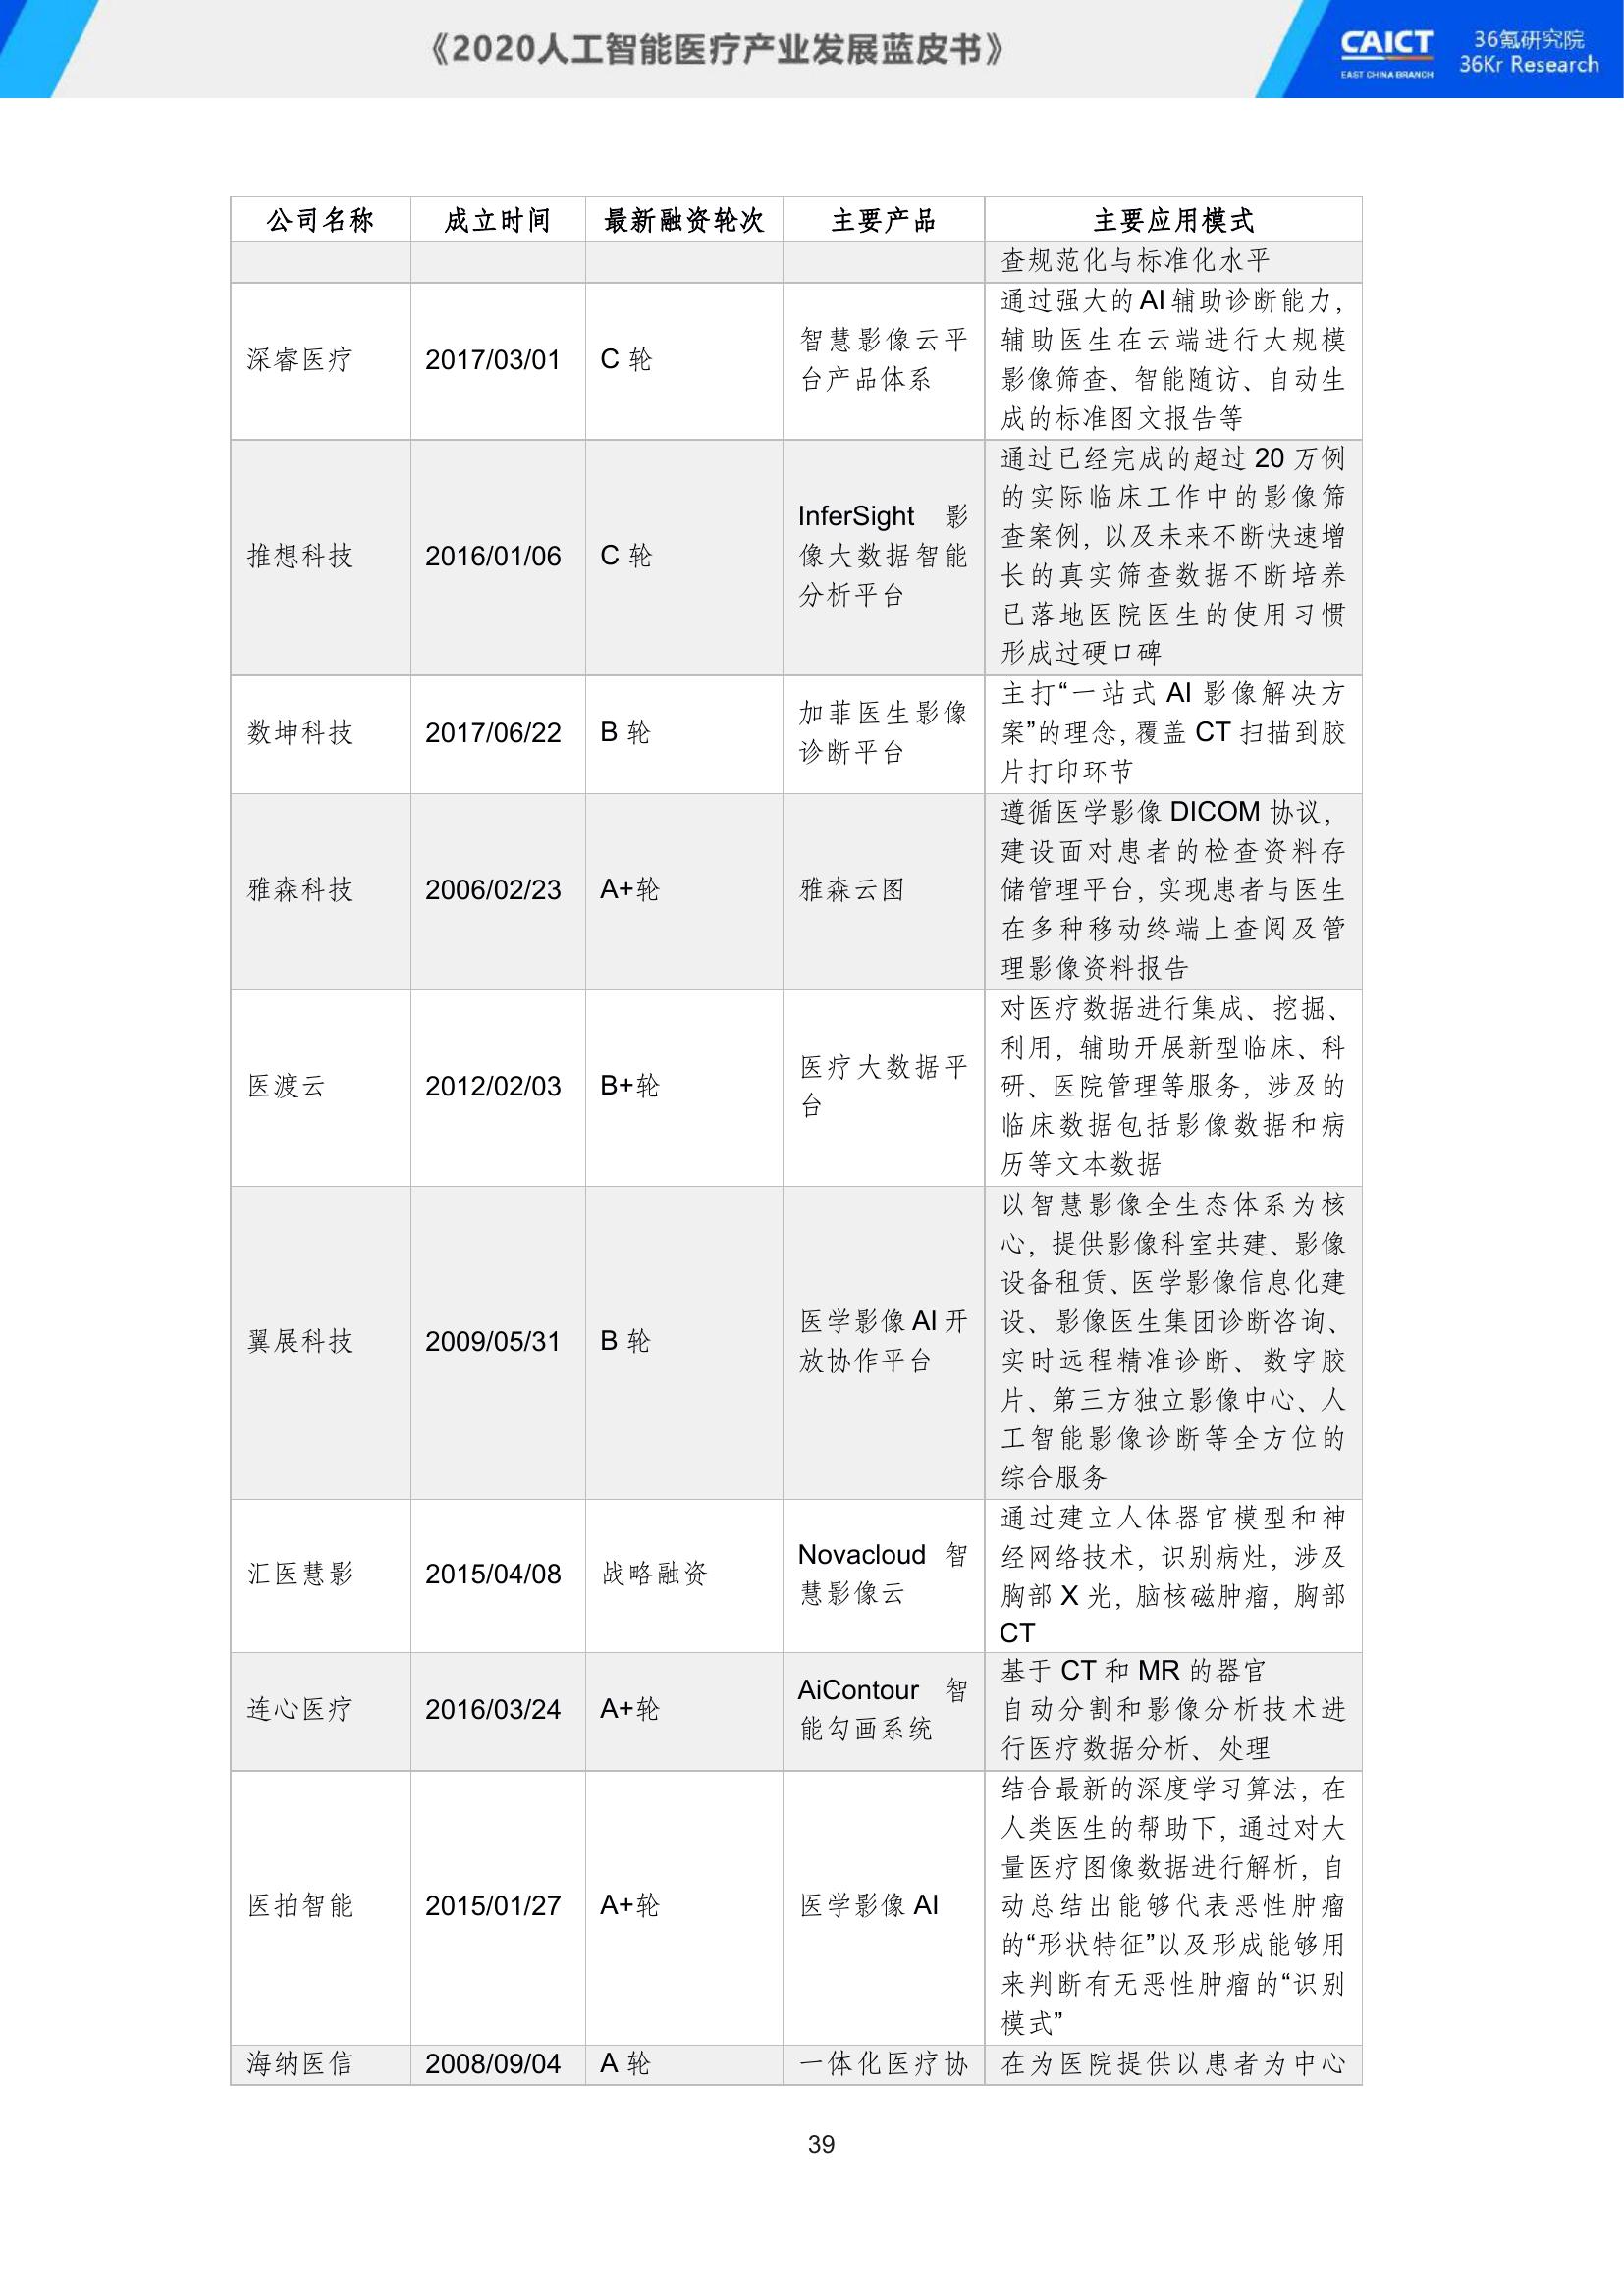 《2020人工智能医疗产业发展蓝皮书》
CAICT
EAST CHINA BRANCH
36氪研究院
36Kr Research
公司名称 成立时间 最新融资轮次 主要产品 主要应用模式
查规范化与标准化水平
深睿医疗 2017/03/01 C 轮
智慧影像云平
台产品体系
通过强大的 AI 辅助诊断能力，
辅助医生在云端进行大规模
影像筛查、智能随访、自动生
成的标准图文报告等
推想科技 2016/01/06 C 轮
InferSight 影
像大数据智能
分析平台
通过已经完成的超过 20 万例
的实际临床工作中的影像筛
查案例，以及未来不断快速增
长的真实筛查数据不断培养
已落地医院医生的使用习惯
形成过硬口碑
数坤科技 2017/06/22 B 轮
加菲医生影像
诊断平台
主打“一站式 AI 影像解决方
案”的理念，覆盖 CT 扫描到胶
片打印环节
雅森科技 2006/02/23 A+轮 雅森云图
遵循医学影像 DICOM 协议，
建设面对患者的检查资料存
储管理平台，实现患者与医生
在多种移动终端上查阅及管
理影像资料报告
医渡云 2012/02/03 B+轮
医疗大数据平
台
对医疗数据进行集成、挖掘、
利用，辅助开展新型临床、科
研、医院管理等服务，涉及的
临床数据包括影像数据和病
历等文本数据
翼展科技 2009/05/31 B 轮
医学影像 AI 开
放协作平台
以智慧影像全生态体系为核
心，提供影像科室共建、影像
设备租赁、医学影像信息化建
设、影像医生集团诊断咨询、
实时远程精准诊断、数字胶
片、第三方独立影像中心、人
工智能影像诊断等全方位的
综合服务
汇医慧影 2015/04/08 战略融资
Novacloud 智
慧影像云
通过建立人体器官模型和神
经网络技术，识别病灶，涉及
胸部 X 光，脑核磁肿瘤，胸部
CT
连心医疗 2016/03/24 A+轮
AiContour 智
能勾画系统
基于 CT 和 MR 的器官
自动分割和影像分析技术进
行医疗数据分析、处理
医拍智能 2015/01/27 A+轮 医学影像 AI
结合最新的深度学习算法，在
人类医生的帮助下，通过对大
量医疗图像数据进行解析，自
动总结出能够代表恶性肿瘤
的“形状特征”以及形成能够用
来判断有无恶性肿瘤的“识别
模式”
海纳医信 2008/09/04 A 轮 一体化医疗协 在为医院提供以患者为中心
39